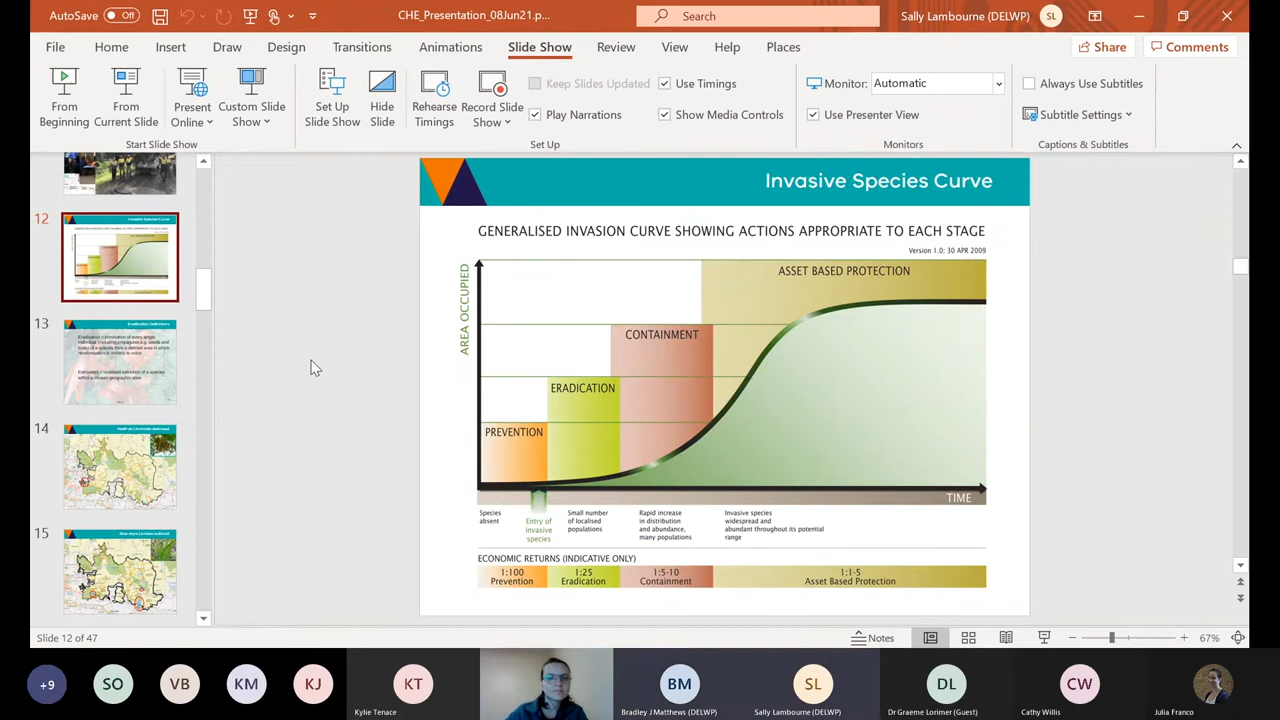 AutoSave Off
CHE_Presentation_08Jun21.p...
Search
Sally Lambourne (DELWP)
SL
File Home Insert Draw Design Transitions Animations Slide Show Review View Help Places
Share
Comments
From Beginning
From Current Slide
Present Online
Custom Slide Show
Start Slide Show
Set Up Slide Show
Hide Slide
Rehearse Timings
Record Slide Show
Keep Slides Updated
Play Narrations
Use Timings
Show Media Controls
Set Up
Monitor: Automatic
Use Presenter View
Monitors
Always Use Subtitles
Subtitle Settings
Captions & Subtitles
12
Invasive Species Curve
13
Eradication Definitions
14
15
Invasive Species Curve
GENERALISED INVASION CURVE SHOWING ACTIONS APPROPRIATE TO EACH STAGE
Version 1.0: 30 APR 2009
AREA OCCUPIED
ASSET BASED PROTECTION
CONTAINMENT
ERADICATION
PREVENTION
TIME
Species absent
Entry of invasive species
Small number of localised populations
Rapid increase in distribution and abundance, many populations
Invasive species widespread and abundant throughout its potential range
ECONOMIC RETURNS (INDICATIVE ONLY)
1:100 Prevention
1:25 Eradication
1:5-10 Containment
1:1-5 Asset Based Protection
Slide 12 of 47
Notes
67%
+9
SO
VB
KM
KJ
KT
Kylie Tenace
BM
Bradley J Matthews (DELWP)
SL
Sally Lambourne (DELWP)
DL
Dr Graeme Lorimer (Guest)
CW
Cathy Willis
Julia Franco